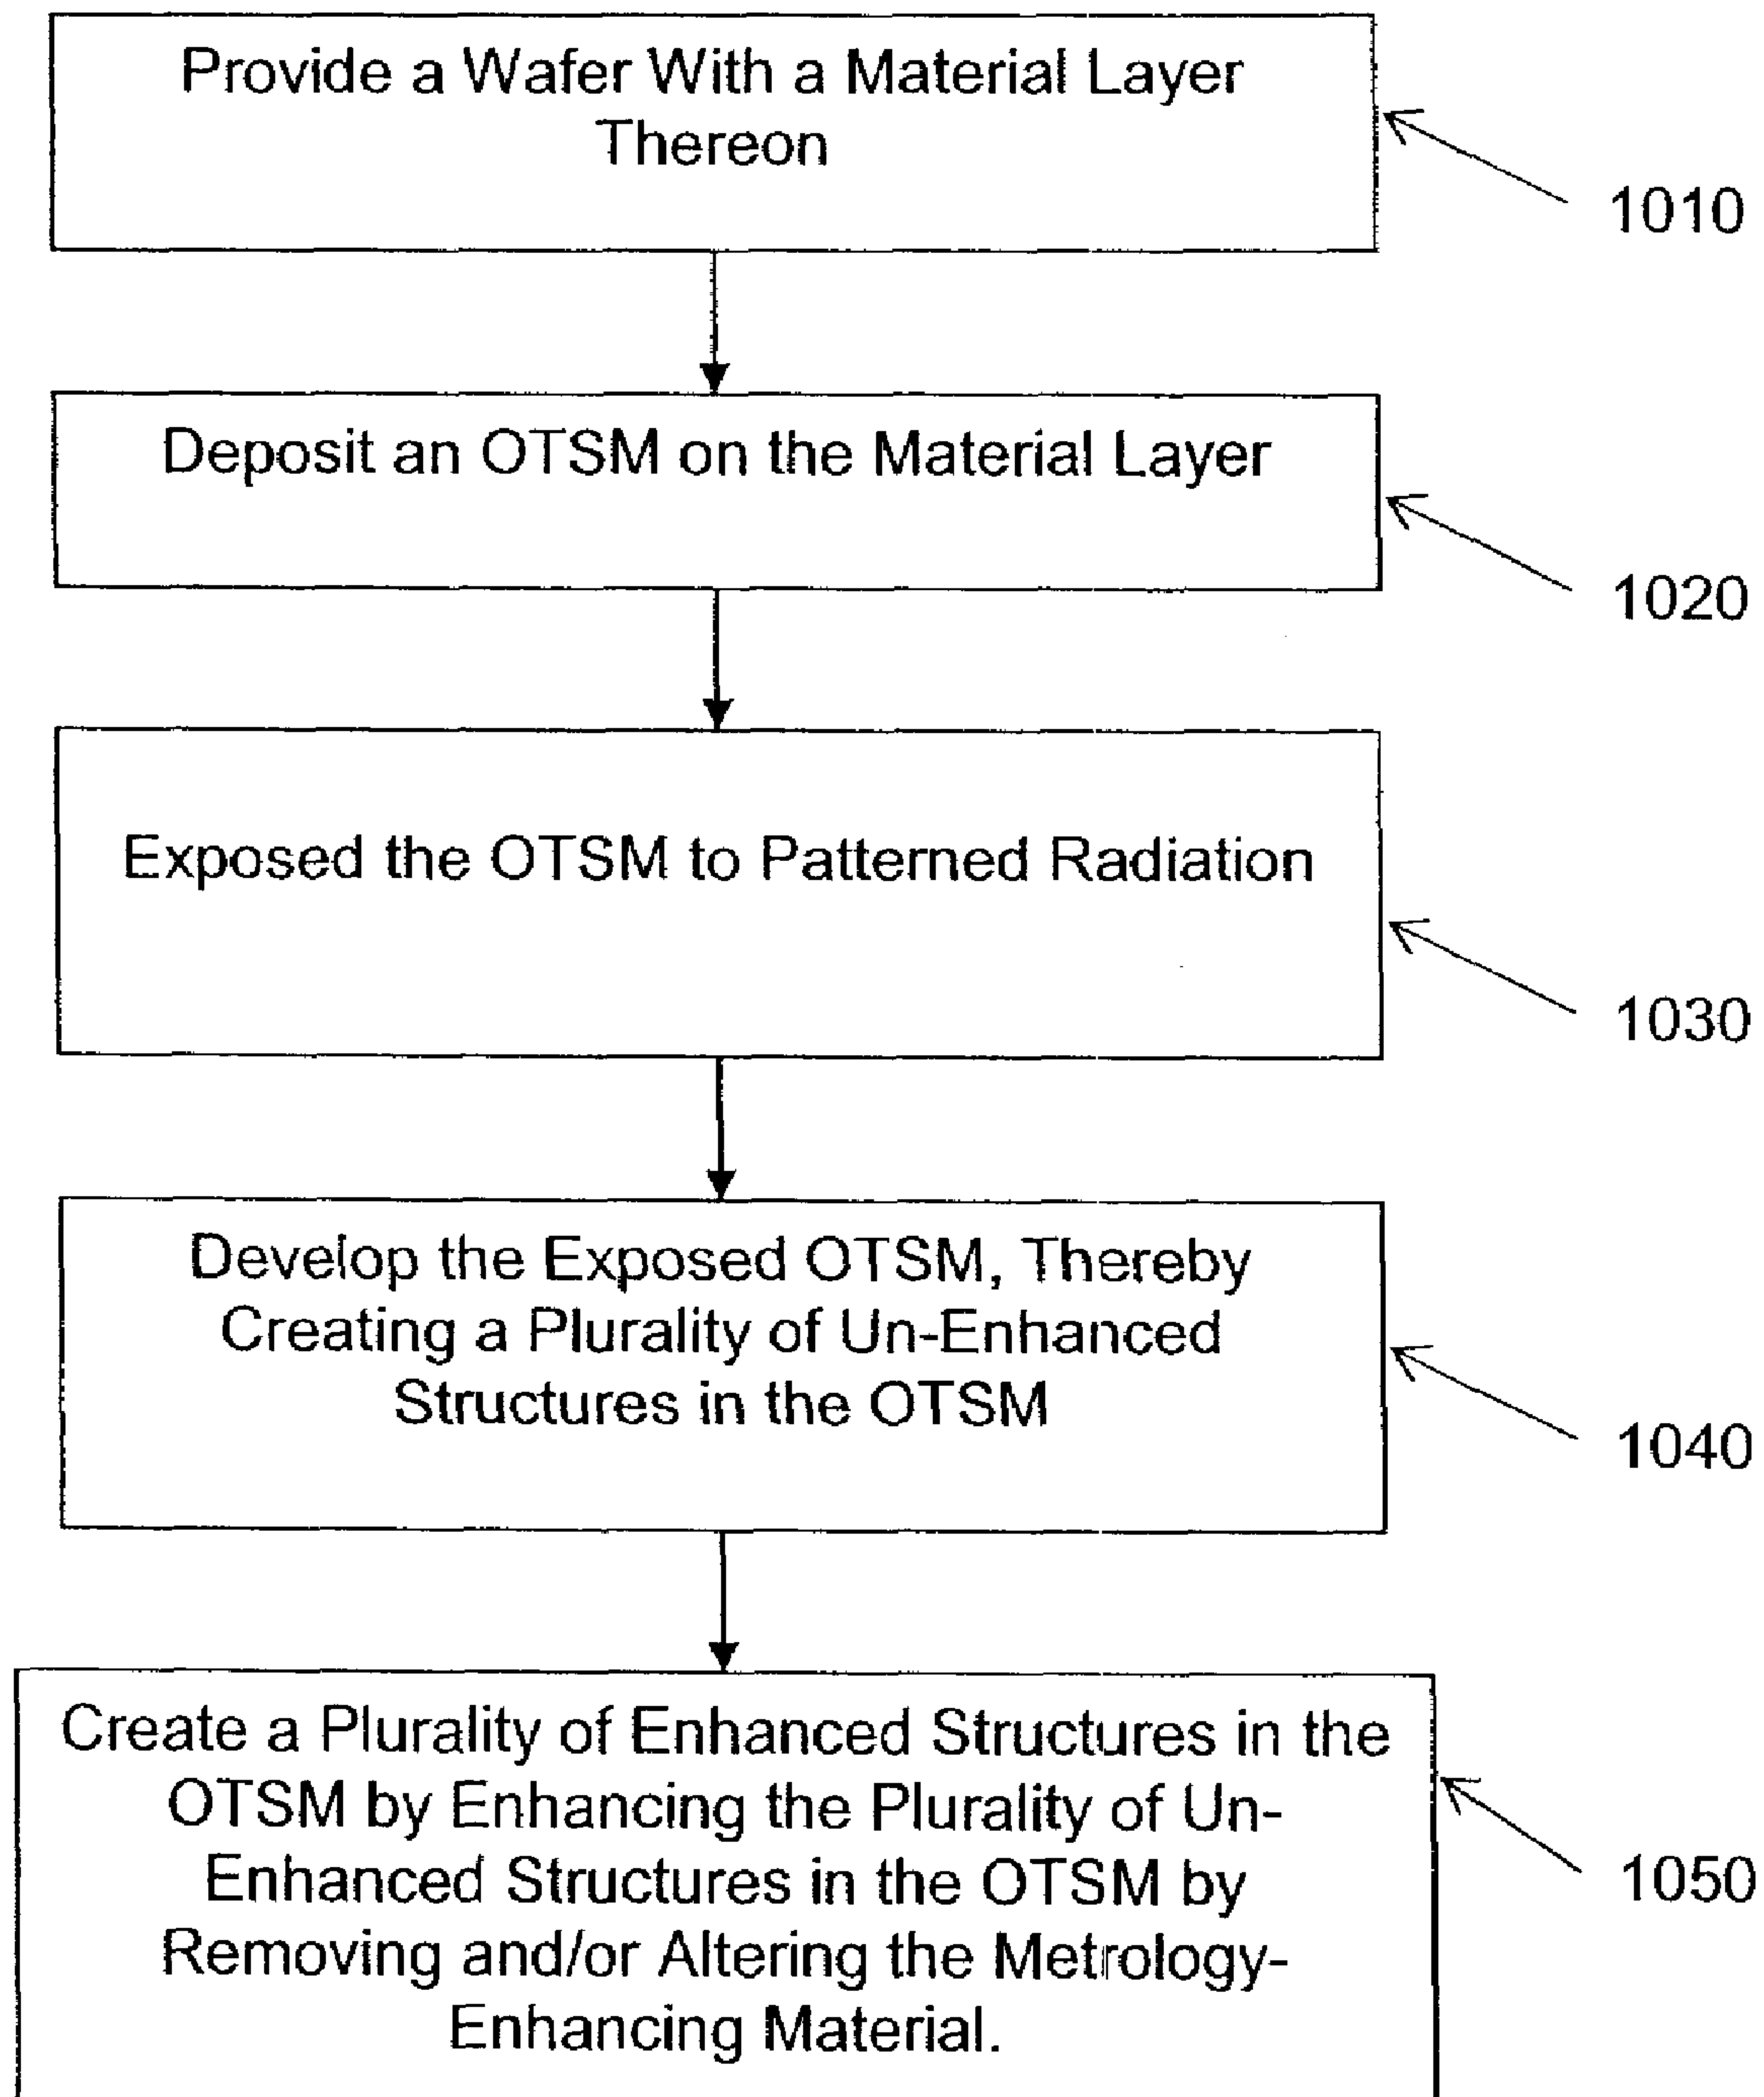 Provide a Wafer With a Material Layer
Thereon
1010
Deposit an OTSM on the Material Layer
1020
Exposed the OTSM to Patterned Radiation
1030
Develop the Exposed OTSM, Thereby
Creating a Plurality of Un-Enhanced
Structures in the OTSM
1040
Create a Plurality of Enhanced Structures in the
OTSM by Enhancing the Plurality of Un-
Enhanced Structures in the OTSM by
Removing and/or Altering the Metrology-
Enhancing Material.
1050